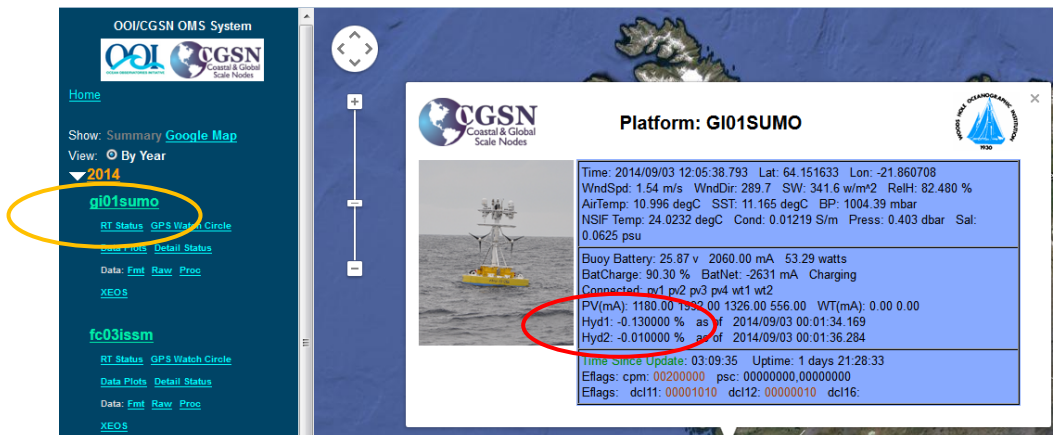 OOI/CGSN OMS System
OOI
OCEAN OBSERVATORIES INITIATIVE
CGSN
Coastal & Global
Scale Nodes
Home
Show: Summary Google Map
View: By Year
2014
gi01sumo
RT Status GPS Watch Circle
Data Plots Detail Status
Data: Fmt Raw Proc
XEOS
fc03issm
RT Status GPS Watch Circle
Data Plots Detail Status
Data: Fmt Raw Proc
XEOS
CGSN
Coastal & Global
Scale Nodes
Platform: GI01SUMO
WOODS HOLE OCEANOGRAPHIC INSTITUTION
1930
Time: 2014/09/03 12:05:38.793 Lat: 64.151633 Lon: -21.860708
WndSpd: 1.54 m/s WndDir: 289.7 SW: 341.6 w/m^2 RelH: 82.480 %
AirTemp: 10.996 degC SST: 11.165 degC BP: 1004.39 mbar
NSIF Temp: 24.0232 degC Cond: 0.01219 S/m Press: 0.403 dbar Sal:
0.0625 psu
Buoy Battery: 25.87 v 2060.00 mA 53.29 watts
BatCharge: 90.30 % BatNet: -2631 mA Charging
Connected: pv1 pv2 pv3 pv4 wt1 wt2
PV(mA): 1180.00 1992.00 1326.00 556.00 WT(mA): 0.00 0.00
Hyd1: -0.130000 % as of 2014/09/03 00:01:34.169
Hyd2: -0.010000 % as of 2014/09/03 00:01:36.284
Time Since Update: 03:09:35 Uptime: 1 days 21:28:33
Eflags: cpm: 00200000 psc: 00000000,00000000
Eflags: dcl11: 00001010 dcl12: 00000010 dcl16: